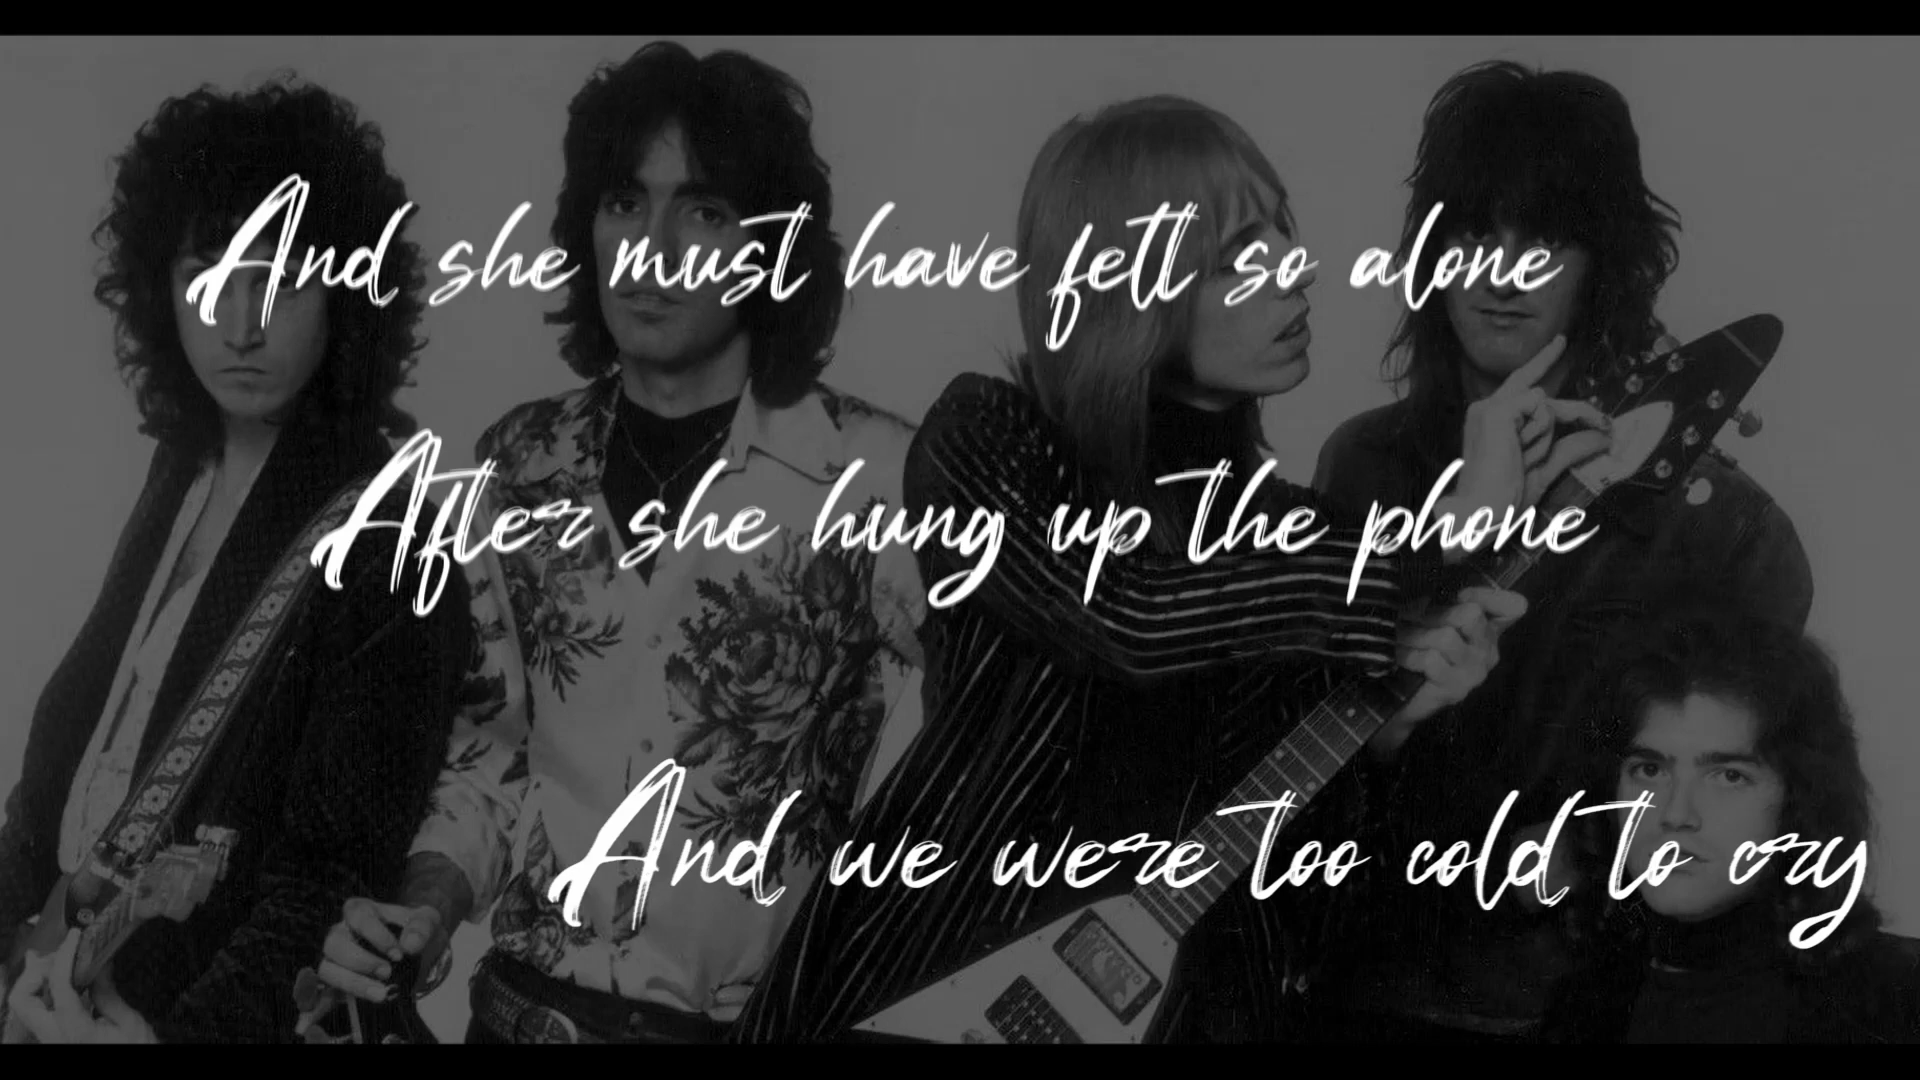 And she must have felt so alone
After she hung up the phone
And we were too cold to cry